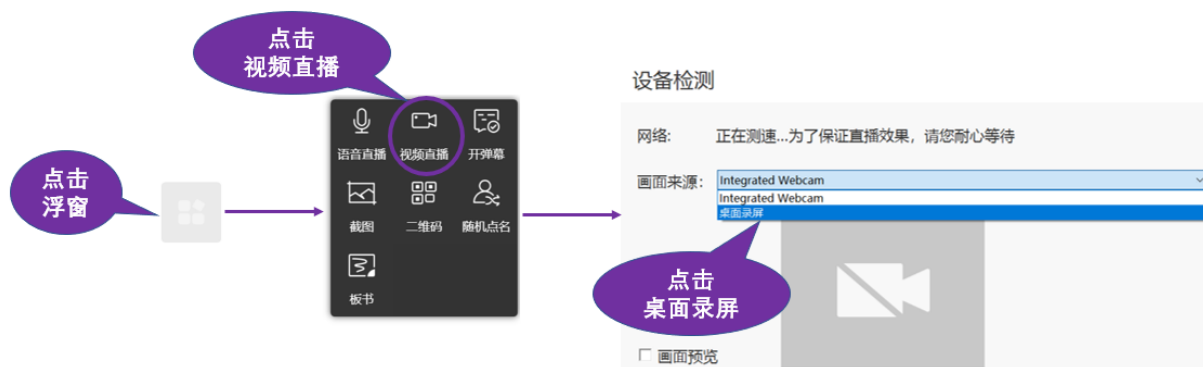 点击
视频直播
点击
浮窗
语音直播
视频直播
开弹幕
截图
二维码
随机点名
板书
设备检测
网络:
正在测速...为了保证直播效果，请您耐心等待
画面来源:
Integrated Webcam
Integrated Webcam
桌面录屏
点击
桌面录屏
画面预览